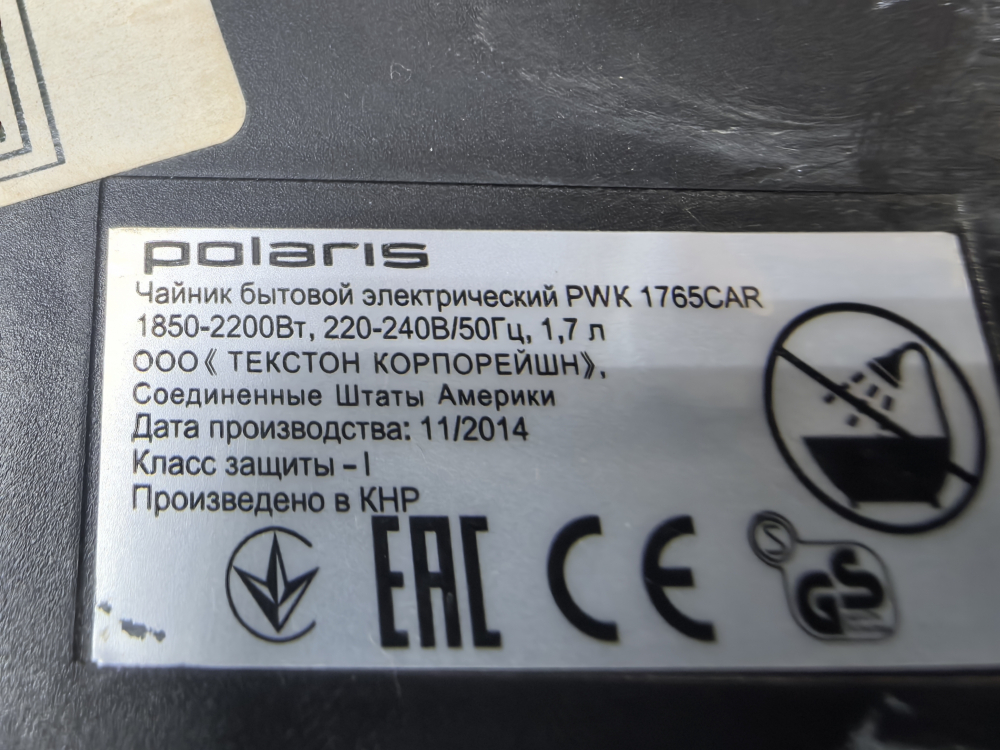 polaris
Чайник бытовой электрический PWK 1765CAR
1850-2200Вт, 220-240В/50Гц, 1,7 л
ООО《 ТЕКСТОН КОРПОРЕЙШН》,
Соединенные Штаты Америки
Дата производства: 11/2014
Класс защиты – I
Произведено в КНР
EAC CE S GS